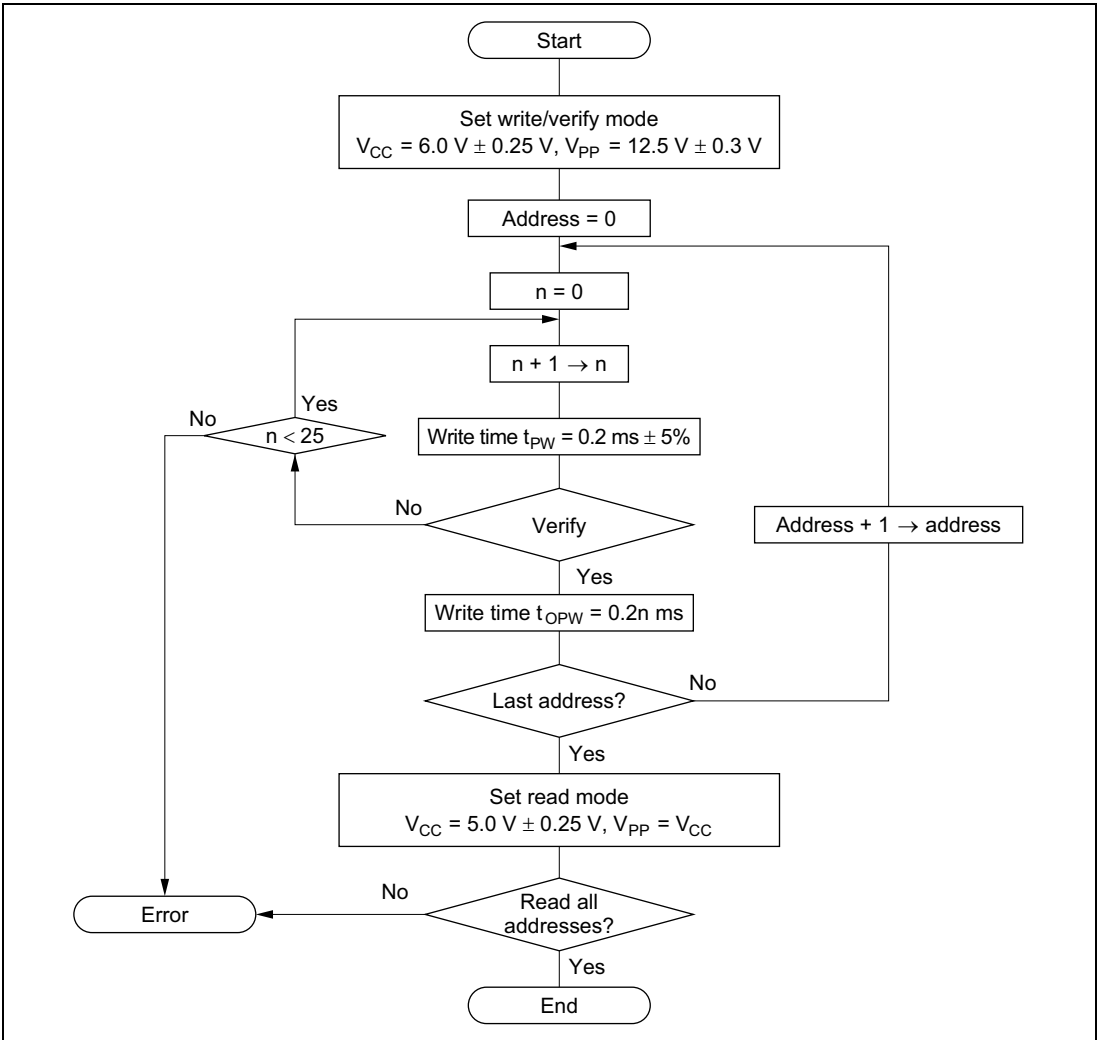 Start
Set write/verify mode
VCC = 6.0 V ± 0.25 V, VPP = 12.5 V ± 0.3 V
Address = 0
n = 0
n + 1 → n
Yes
No
n < 25
Write time tPW = 0.2 ms ± 5%
No
Verify
Address + 1 → address
Yes
Write time tOPW = 0.2n ms
Last address?
No
Yes
Set read mode
VCC = 5.0 V ± 0.25 V, VPP = VCC
No
Error
Read all
addresses?
Yes
End